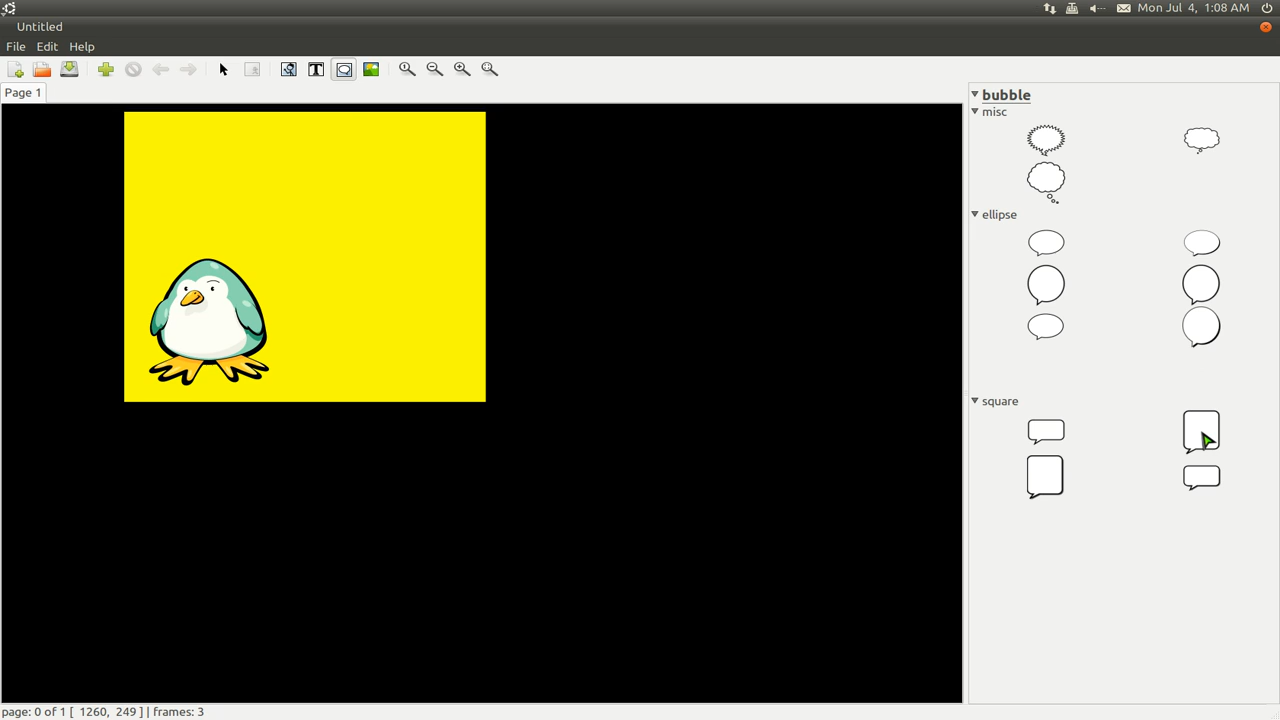 Mon Jul 4, 1:08 AM
Untitled
File Edit Help
T
Page 1
bubble
misc
ellipse
square
page: 0 of 1 [ 1260, 249 ] | frames: 3